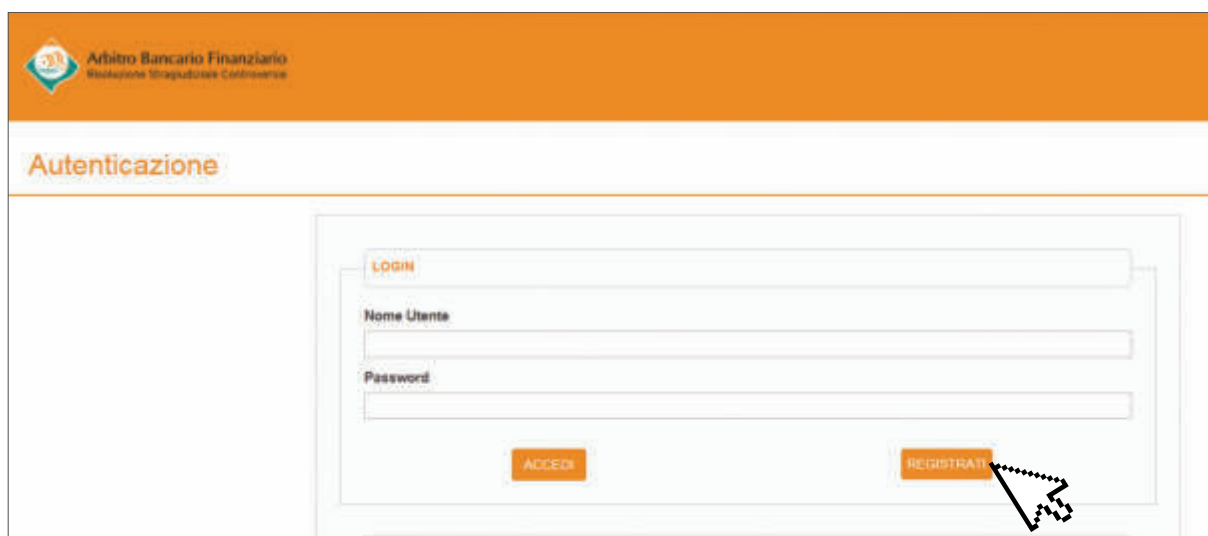 Arbitro Bancario Finanziario
Risoluzione Stragiudiziale Controversie
Autenticazione
LOGIN
Nome Utente
Password
ACCEDI
REGISTRATI